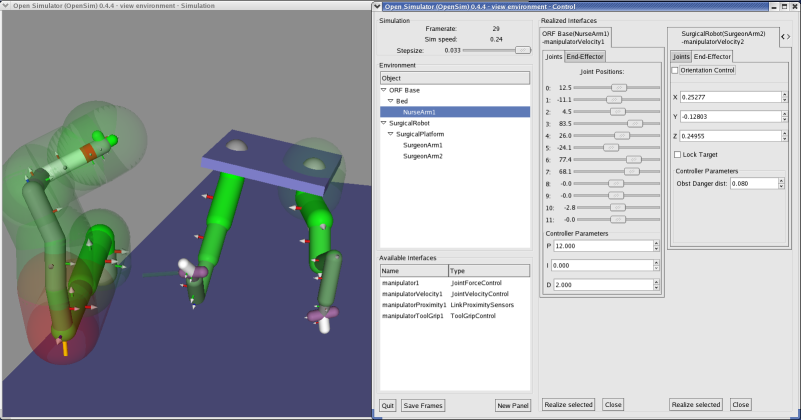 Open Simulator (OpenSim) 0.4.4 - view environment - Simulation
Open Simulator (OpenSim) 0.4.4 - view environment - Control
Simulation
Framerate: 29
Sim speed: 0.24
Stepsize: 0.033
Environment
Object
ORF Base
Bed
NurseArm1
SurgicalRobot
SurgicalPlatform
SurgeonArm1
SurgeonArm2
Available Interfaces
Name Type
manipulator1 JointForceControl
manipulatorVelocity1 JointVelocityControl
manipulatorProximity1 LinkProximitySensors
manipulatorToolGrip1 ToolGripControl
Quit Save Frames New Panel
Realized Interfaces
ORF Base(NurseArm1)
-manipulatorVelocity1
Joints End-Effector
Joint Positions:
0: 12.5
1: -11.1
2: 4.5
3: 83.5
4: 26.0
5: -24.1
6: 77.4
7: 68.1
8: -0.0
9: -0.0
10: -2.8
11: -0.0
Controller Parameters
P 12.000
I 0.000
D 2.000
Realize selected Close
SurgicalRobot(SurgeonArm2)
-manipulatorVelocity2
Joints End-Effector
Orientation Control
X 0.25277
Y -0.12803
Z 0.24955
Lock Target
Controller Parameters
Obst Danger dist: 0.080
Realize selected Close